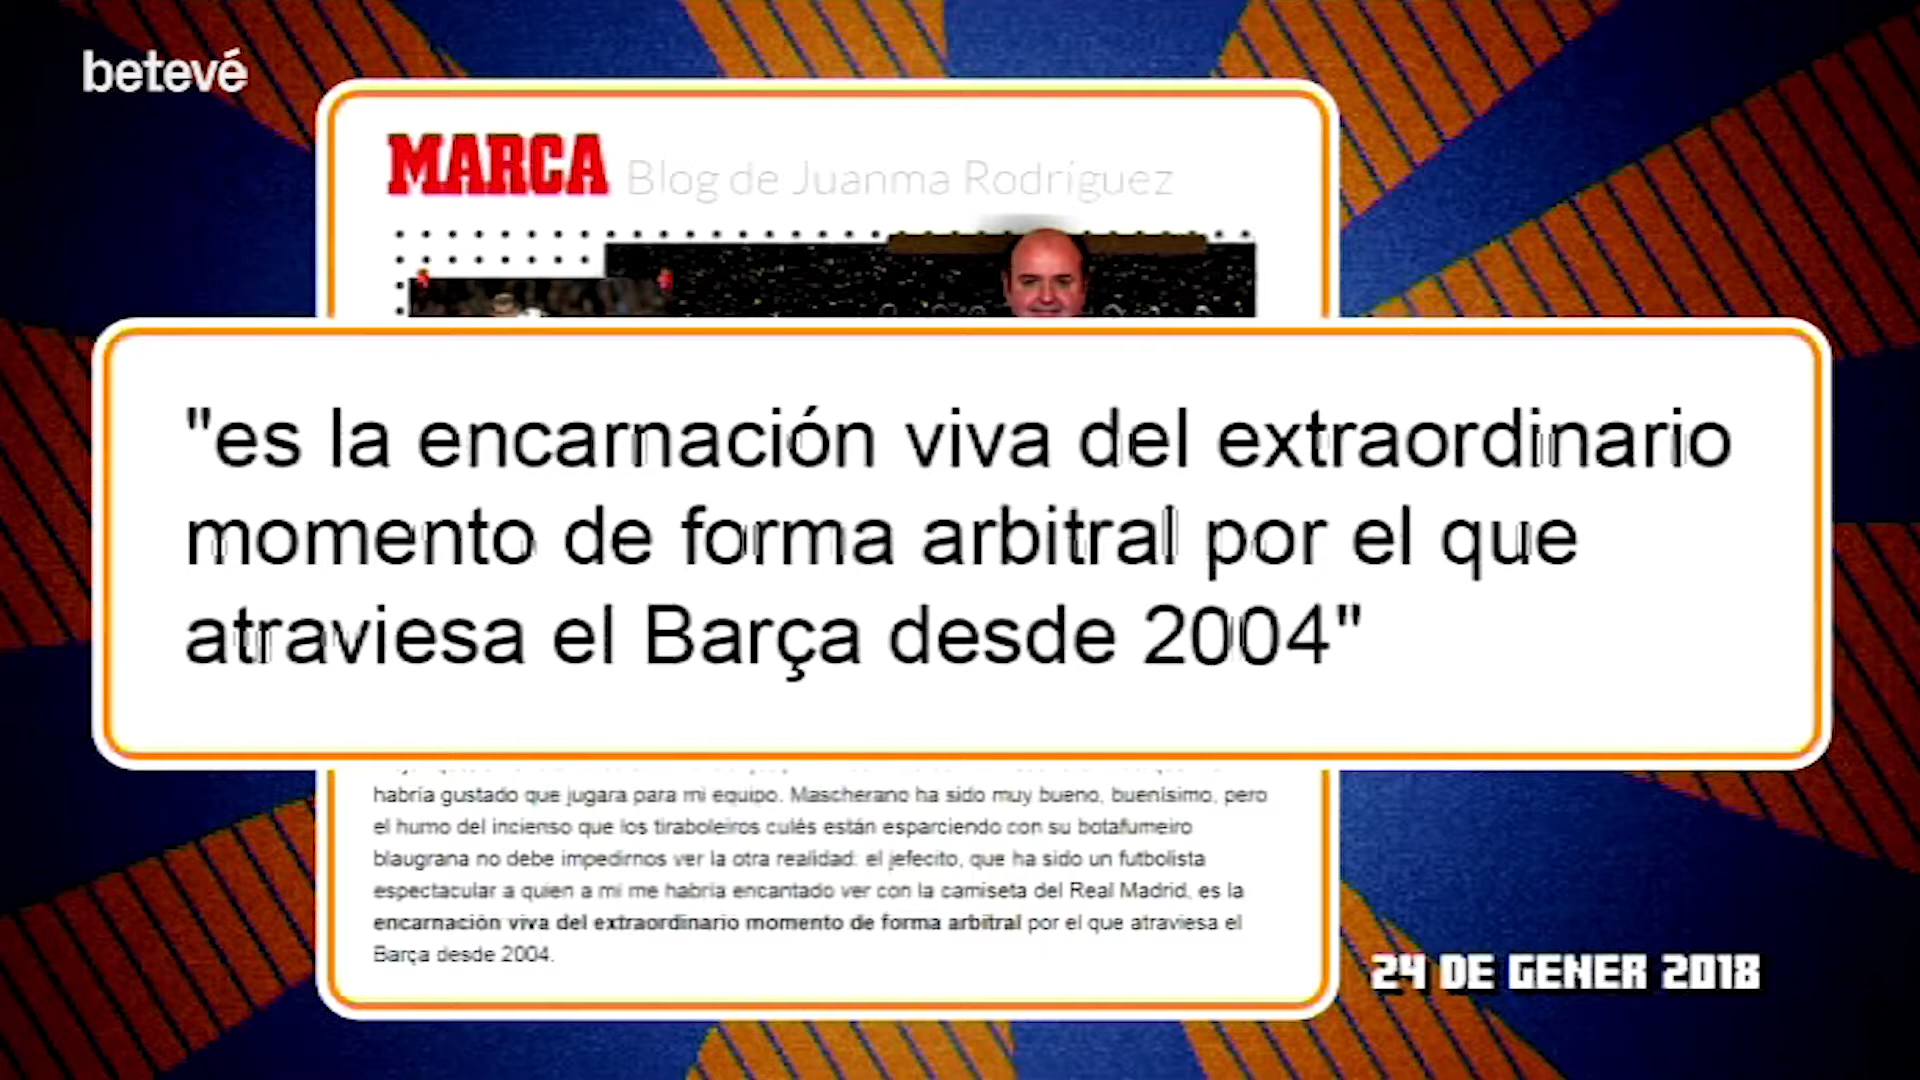 betevé
MARCA Blog de Juanma Rodríguez
"es la encarnación viva del extraordinario
momento de forma arbitral por el que
atraviesa el Barça desde 2004"
habría gustado que jugara para mi equipo. Mascherano ha sido muy bueno, buenísimo, pero
el humo del incienso que los tiraboleiros culés están esparciendo con su botafumeiro
blaugrana no debe impedirnos ver la otra realidad: el jefecito, que ha sido un futbolista
espectacular a quien a mí me habría encantado ver con la camiseta del Real Madrid, es la
encarnación viva del extraordinario momento de forma arbitral por el que atraviesa el
Barça desde 2004.
24 DE GENER 2018